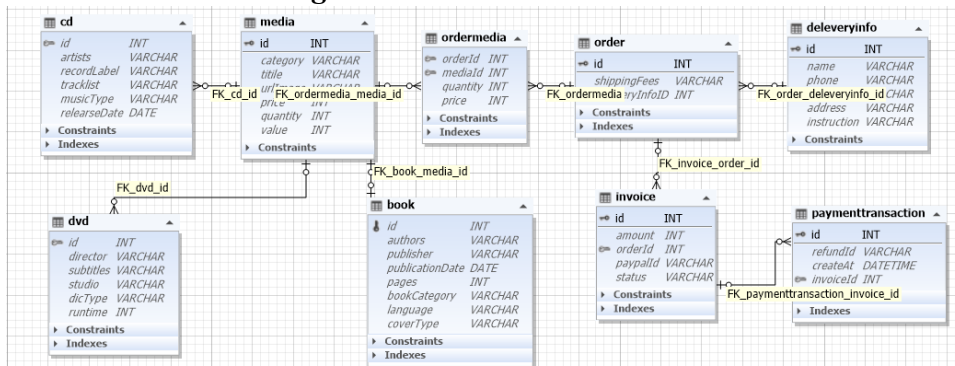 cd
id INT
artists VARCHAR
recordLabel VARCHAR
tracklist VARCHAR
musicType VARCHAR
relearseDate DATE
Constraints
Indexes
FK_cd_id
media
id INT
category VARCHAR
titile VARCHAR
price INT
quantity INT
value INT
Constraints
FK_ordermedia_media_id
ordermedia
orderId INT
mediaId INT
quantity INT
price INT
Constraints
Indexes
FK_ordermedia
order
id INT
shippingFees VARCHAR
INT
Constraints
Indexes
FK_order_deleveryinfo_id
deleveryinfo
id INT
name VARCHAR
phone VARCHAR
address VARCHAR
instruction VARCHAR
Constraints
Indexes
FK_dvd_id
FK_book_media_id
FK_invoice_order_id
dvd
id INT
director VARCHAR
subtitles VARCHAR
studio VARCHAR
dicType VARCHAR
runtime INT
Constraints
Indexes
book
id INT
authors VARCHAR
publisher VARCHAR
publicationDate DATE
pages INT
bookCategory VARCHAR
language VARCHAR
coverType VARCHAR
Constraints
Indexes
invoice
id INT
amount INT
orderId INT
paypalId VARCHAR
status VARCHAR
Constraints
Indexes
FK_paymenttransaction_invoice_id
paymenttransaction
id INT
refundId VARCHAR
createAt DATETIME
invoiceId INT
Indexes